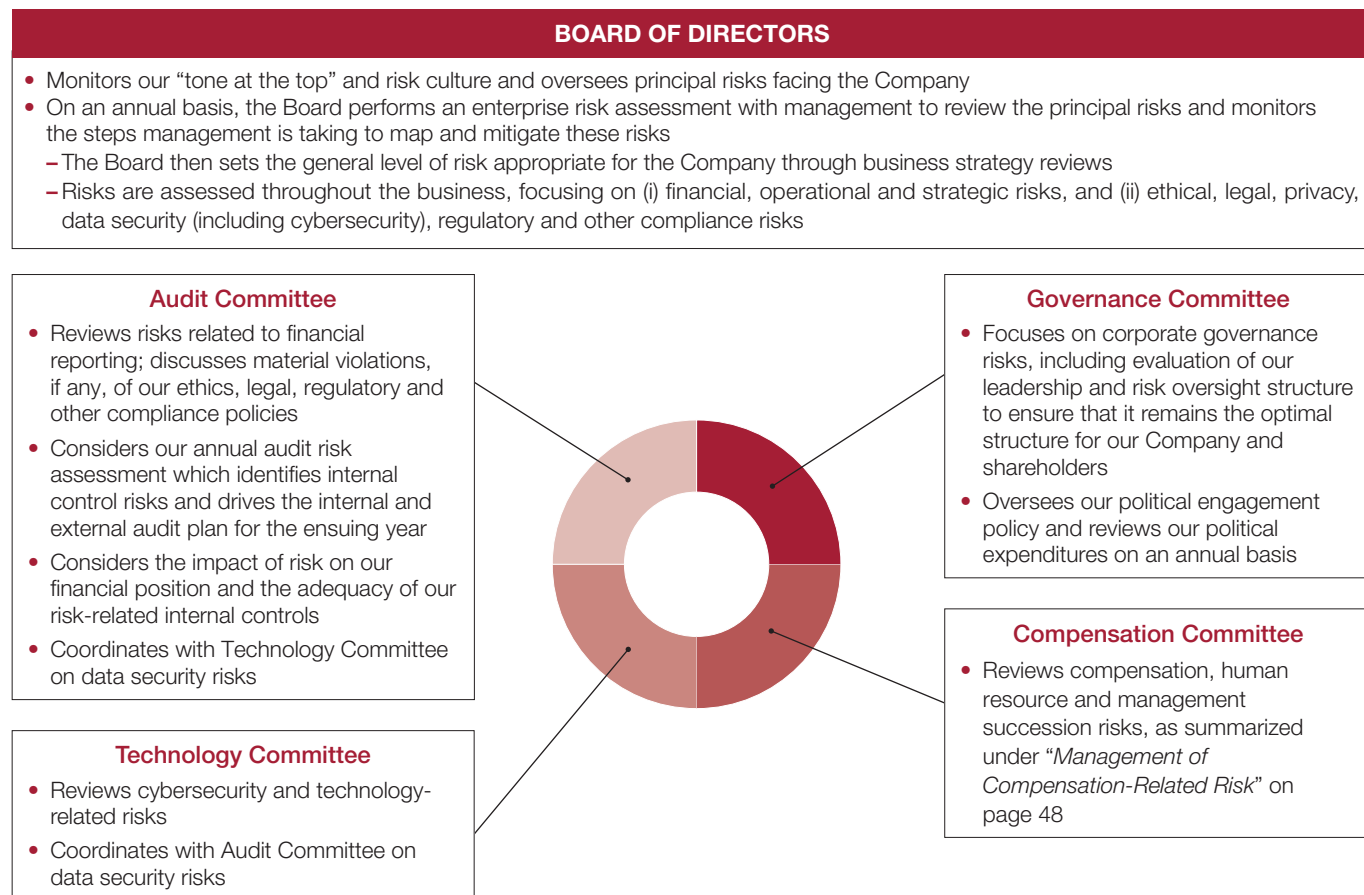 BOARD OF DIRECTORS
• Monitors our “tone at the top” and risk culture and oversees principal risks facing the Company
• On an annual basis, the Board performs an enterprise risk assessment with management to review the principal risks and monitors
the steps management is taking to map and mitigate these risks
– The Board then sets the general level of risk appropriate for the Company through business strategy reviews
– Risks are assessed throughout the business, focusing on (i) financial, operational and strategic risks, and (ii) ethical, legal, privacy,
data security (including cybersecurity), regulatory and other compliance risks
Audit Committee
• Reviews risks related to financial
reporting; discusses material violations,
if any, of our ethics, legal, regulatory and
other compliance policies
• Considers our annual audit risk
assessment which identifies internal
control risks and drives the internal and
external audit plan for the ensuing year
• Considers the impact of risk on our
financial position and the adequacy of our
risk-related internal controls
• Coordinates with Technology Committee
on data security risks
Technology Committee
• Reviews cybersecurity and technology-
related risks
• Coordinates with Audit Committee on
data security risks
Governance Committee
• Focuses on corporate governance
risks, including evaluation of our
leadership and risk oversight structure
to ensure that it remains the optimal
structure for our Company and
shareholders
• Oversees our political engagement
policy and reviews our political
expenditures on an annual basis
Compensation Committee
• Reviews compensation, human
resource and management
succession risks, as summarized
under “Management of
Compensation-Related Risk” on
page 48